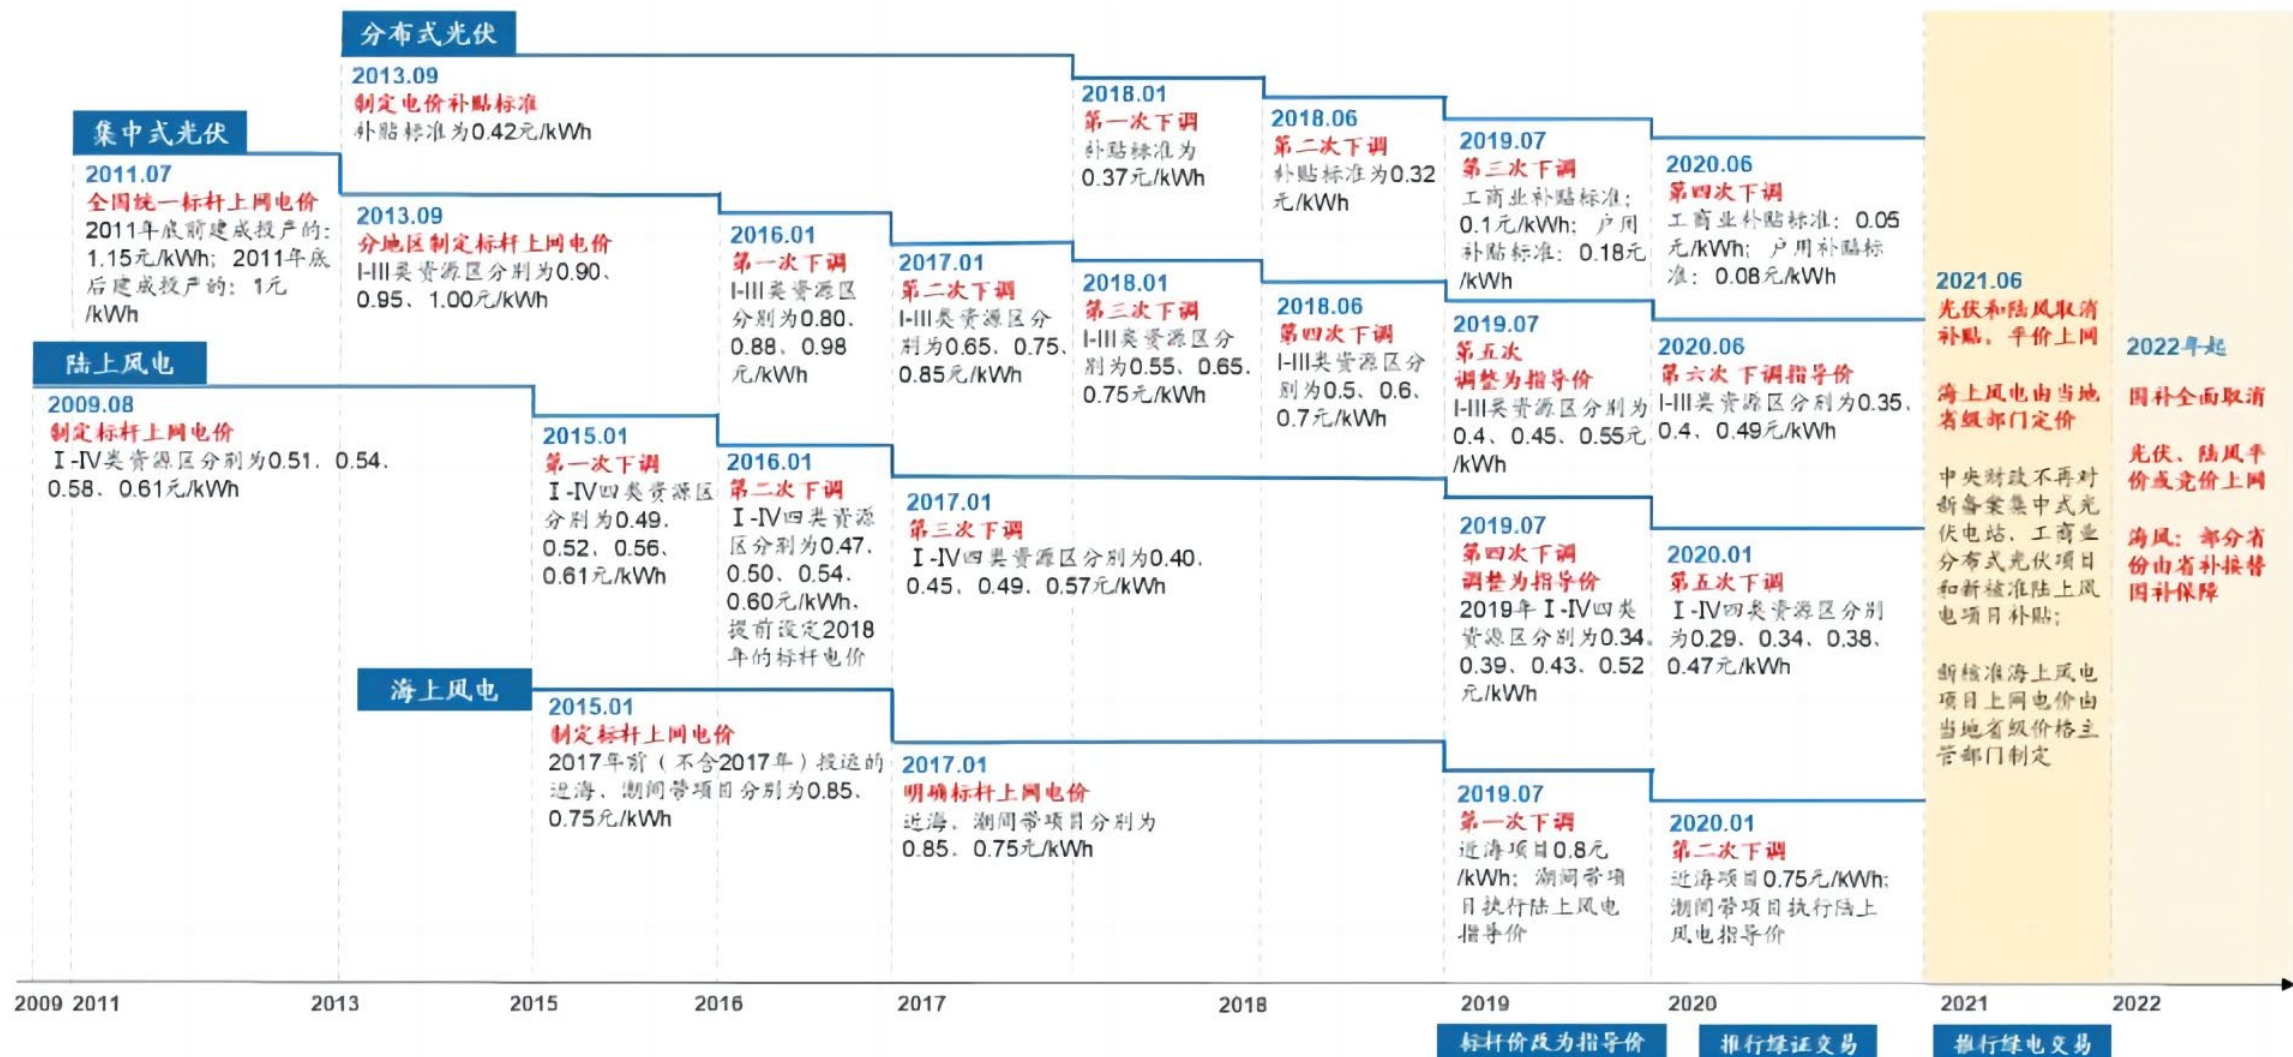 分布式光伏
2013.09
制定电价补贴标准
补贴标准为0.42元/kWh
2018.01
第一次下调
补贴标准为
0.37元/kWh
2018.06
第二次下调
补贴标准为0.32
元/kWh
2019.07
第三次下调
工商业补贴标准：
0.1元/kWh；户用
补贴标准：0.18元
/kWh
2020.06
第四次下调
工商业补贴标准：0.05
元/kWh；户用补贴标
准：0.08元/kWh
集中式光伏
2011.07
全国统一标杆上网电价
2011年底前建成投产的：
1.15元/kWh；2011年底
后建成投产的：1元
/kWh
2013.09
分地区制定标杆上网电价
I-III类资源区分别为0.90、
0.95、1.00元/kWh
2016.01
第一次下调
I-III类资源区
分别为0.80、
0.88、0.98
元/kWh
2017.01
第二次下调
I-III类资源区分
别为0.65、0.75、
0.85元/kWh
2018.01
第三次下调
I-III类资源区分
别为0.55、0.65、
0.75元/kWh
2018.06
第四次下调
I-III类资源区分
别为0.5、0.6、
0.7元/kWh
2019.07
第五次
调整为指导价
I-III类资源区分别为
0.4、0.45、0.55元
/kWh
2020.06
第六次 下调指导价
I-III类资源区分别为0.35、
0.4、0.49元/kWh
陆上风电
2009.08
制定标杆上网电价
Ⅰ-Ⅳ类资源区分别为0.51、0.54、
0.58、0.61元/kWh
2015.01
第一次下调
Ⅰ-Ⅳ四类资源区
分别为0.49、
0.52、0.56、
0.61元/kWh
2016.01
第二次下调
Ⅰ-Ⅳ四类资源
区分别为0.47、
0.50、0.54、
0.60元/kWh、
提前设定2018
年的标杆电价
2017.01
第三次下调
Ⅰ-Ⅳ四类资源区分别为0.40、
0.45、0.49、0.57元/kWh
2019.07
第四次下调
调整为指导价
2019年Ⅰ-Ⅳ四类
资源区分别为0.34、
0.39、0.43、0.52
元/kWh
2020.01
第五次下调
Ⅰ-Ⅳ四类资源区分别
为0.29、0.34、0.38、
0.47元/kWh
海上风电
2015.01
制定标杆上网电价
2017年前（不含2017年）投运的
近海、潮间带项目分别为0.85、
0.75元/kWh
2017.01
明确标杆上网电价
近海、潮间带项目分别为
0.85、0.75元/kWh
2019.07
第一次下调
近海项目0.8元
/kWh；潮间带项
目执行陆上风电
指导价
2020.01
第二次下调
近海项目0.75元/kWh；
潮间带项目执行陆上
风电指导价
2021.06
光伏和陆风取消
补贴，平价上网
海上风电由当地
省级部门定价
中央财政不再对
新备案集中式光
伏电站、工商业
分布式光伏项目
和新核准陆上风
电项目补贴；
新核准海上风电
项目上网电价由
当地省级价格主
管部门制定
2022年起
国补全面取消
光伏、陆风平
价或竞价上网
海风：部分省
份由省补接替
国补保障
2009 2011 2013 2015 2016 2017 2018 2019 2020 2021 2022
标杆价改为指导价
推行绿证交易
推行绿电交易